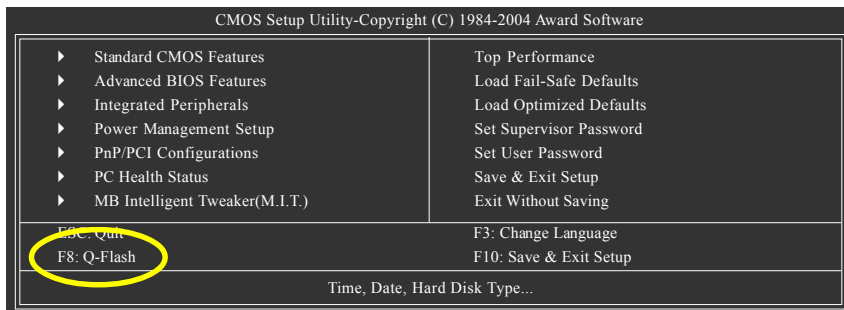 CMOS Setup Utility-Copyright (C) 1984-2004 Award Software
Standard CMOS Features
Advanced BIOS Features
Integrated Peripherals
Power Management Setup
PnP/PCI Configurations
PC Health Status
MB Intelligent Tweaker(M.I.T.)
Top Performance
Load Fail-Safe Defaults
Load Optimized Defaults
Set Supervisor Password
Set User Password
Save & Exit Setup
Exit Without Saving
ESC: Quit
F3: Change Language
F8: Q-Flash
F10: Save & Exit Setup
Time, Date, Hard Disk Type...